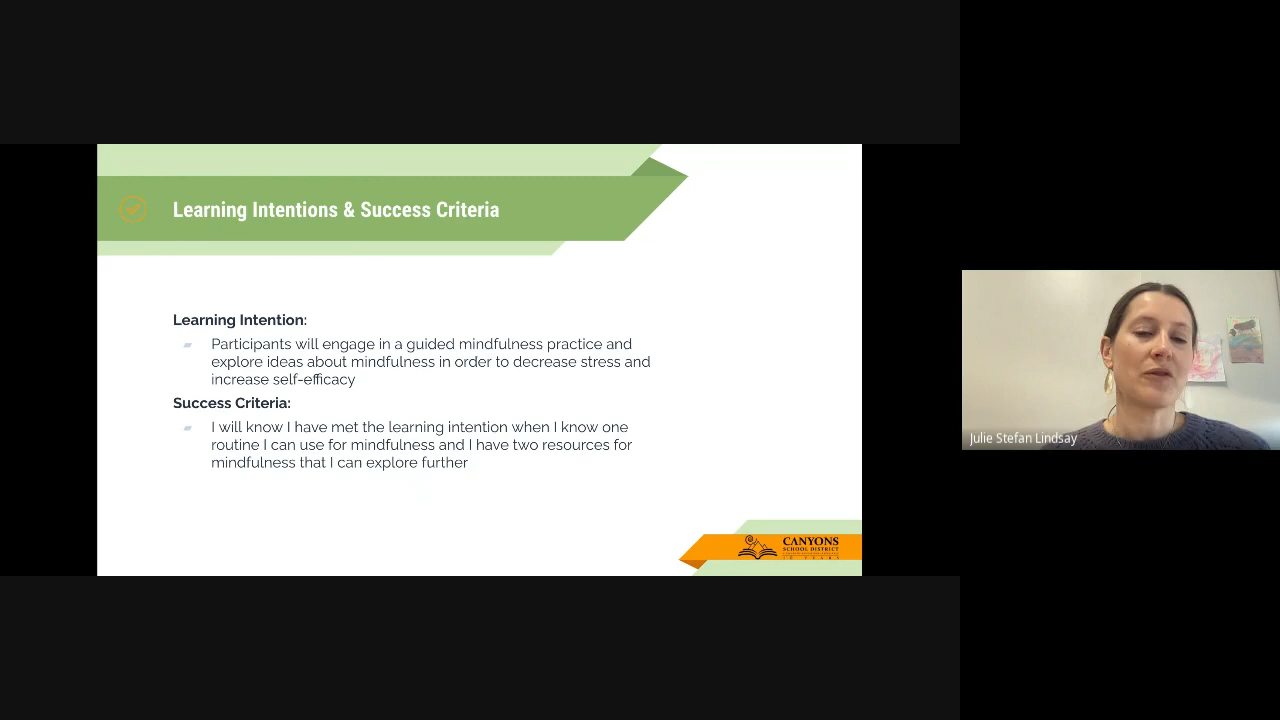 Learning Intentions & Success Criteria
Learning Intention:
Participants will engage in a guided mindfulness practice and
explore ideas about mindfulness in order to decrease stress and
increase self-efficacy
Success Criteria:
I will know I have met the learning intention when I know one
routine I can use for mindfulness and I have two resources for
mindfulness that I can explore further
CANYONS
SCHOOL DISTRICT
Julie Stefan Lindsay